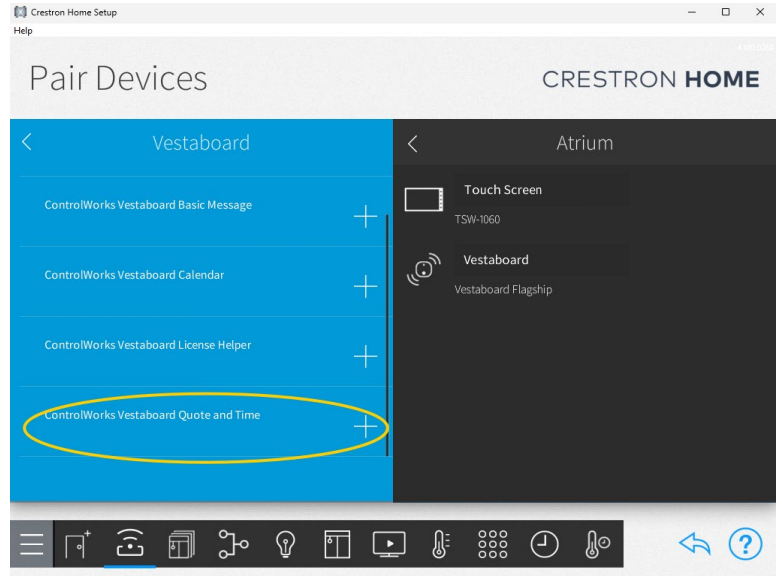 Crestron Home Setup
Help
Pair Devices
CRESTRON HOME
Vestaboard
Atrium
ControlWorks Vestaboard Basic Message
ControlWorks Vestaboard Calendar
ControlWorks Vestaboard License Helper
ControlWorks Vestaboard Quote and Time
Touch Screen
TSW-1060
Vestaboard
Vestaboard Flagship
?